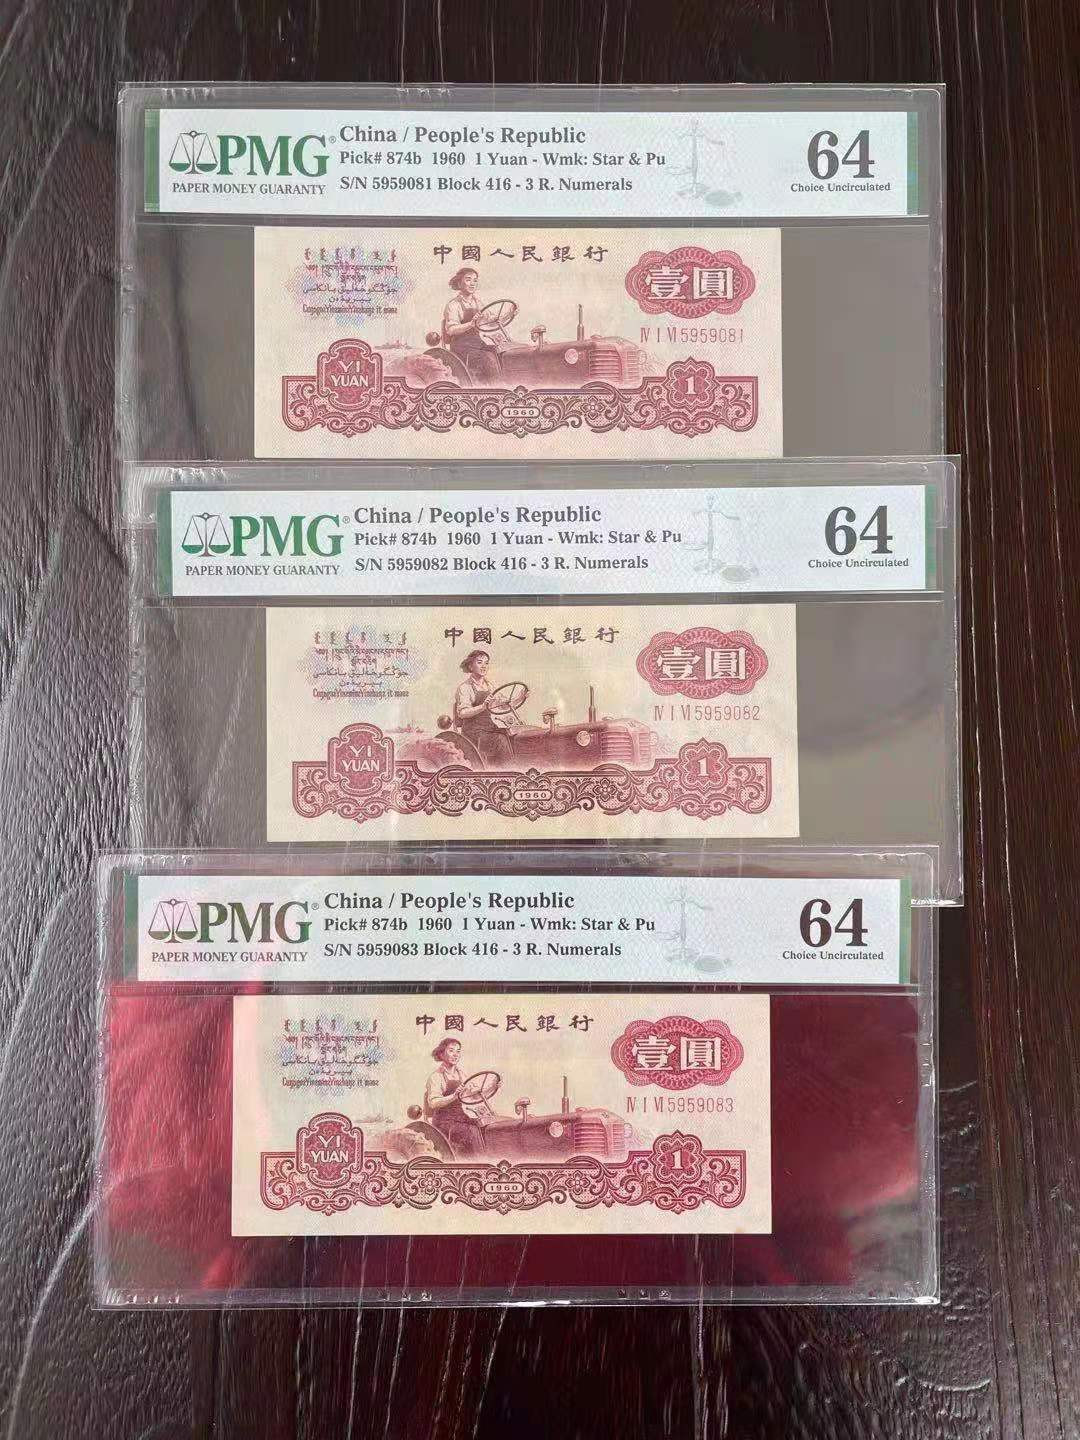 PMG®
PAPER MONEY GUARANTY
China / People's Republic
Pick# 874b 1960 1 Yuan - Wmk: Star & Pu
S/N 5959081 Block 416 - 3 R. Numerals
64
Choice Uncirculated
中國人民銀行
壹圓
Ⅳ Ⅰ Ⅵ 5959081
YI
YUAN
1960
1
PMG®
PAPER MONEY GUARANTY
China / People's Republic
Pick# 874b 1960 1 Yuan - Wmk: Star & Pu
S/N 5959082 Block 416 - 3 R. Numerals
64
Choice Uncirculated
中國人民銀行
壹圓
Ⅳ Ⅰ Ⅵ 5959082
YI
YUAN
1960
1
PMG®
PAPER MONEY GUARANTY
China / People's Republic
Pick# 874b 1960 1 Yuan - Wmk: Star & Pu
S/N 5959083 Block 416 - 3 R. Numerals
64
Choice Uncirculated
中國人民銀行
壹圓
Ⅳ Ⅰ Ⅵ 5959083
YI
YUAN
1960
1